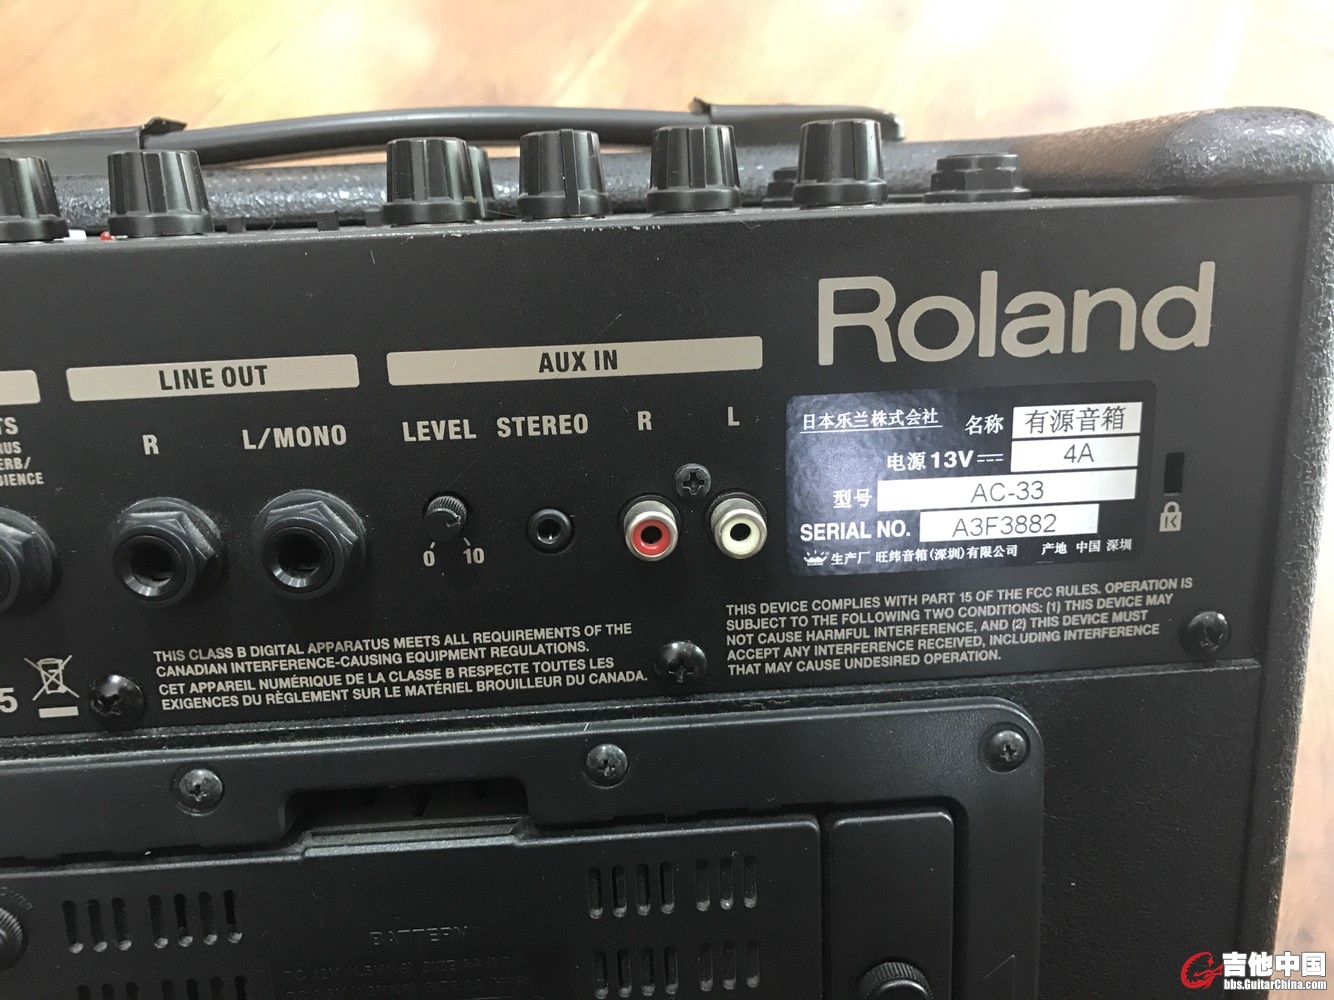 Roland
LINE OUT
AUX IN
R
L/MONO
LEVEL
STEREO
R
L
0 10
日本乐兰株式会社 名称 有源音箱
电源 13V 4A
型号 AC-33
SERIAL NO. A3F3882
生产厂 旺纬音箱(深圳)有限公司 产地 中国 深圳
K
THIS DEVICE COMPLIES WITH PART 15 OF THE FCC RULES. OPERATION IS
SUBJECT TO THE FOLLOWING TWO CONDITIONS: (1) THIS DEVICE MAY
NOT CAUSE HARMFUL INTERFERENCE, AND (2) THIS DEVICE MUST
ACCEPT ANY INTERFERENCE RECEIVED, INCLUDING INTERFERENCE
THAT MAY CAUSE UNDESIRED OPERATION.
THIS CLASS B DIGITAL APPARATUS MEETS ALL REQUIREMENTS OF THE
CANADIAN INTERFERENCE-CAUSING EQUIPMENT REGULATIONS.
CET APPAREIL NUMÉRIQUE DE LA CLASSE B RESPECTE TOUTES LES
EXIGENCES DU RÈGLEMENT SUR LE MATÉRIEL BROUILLEUR DU CANADA.
5
BATTERY
吉他中国
bbs.GuitarChina.com